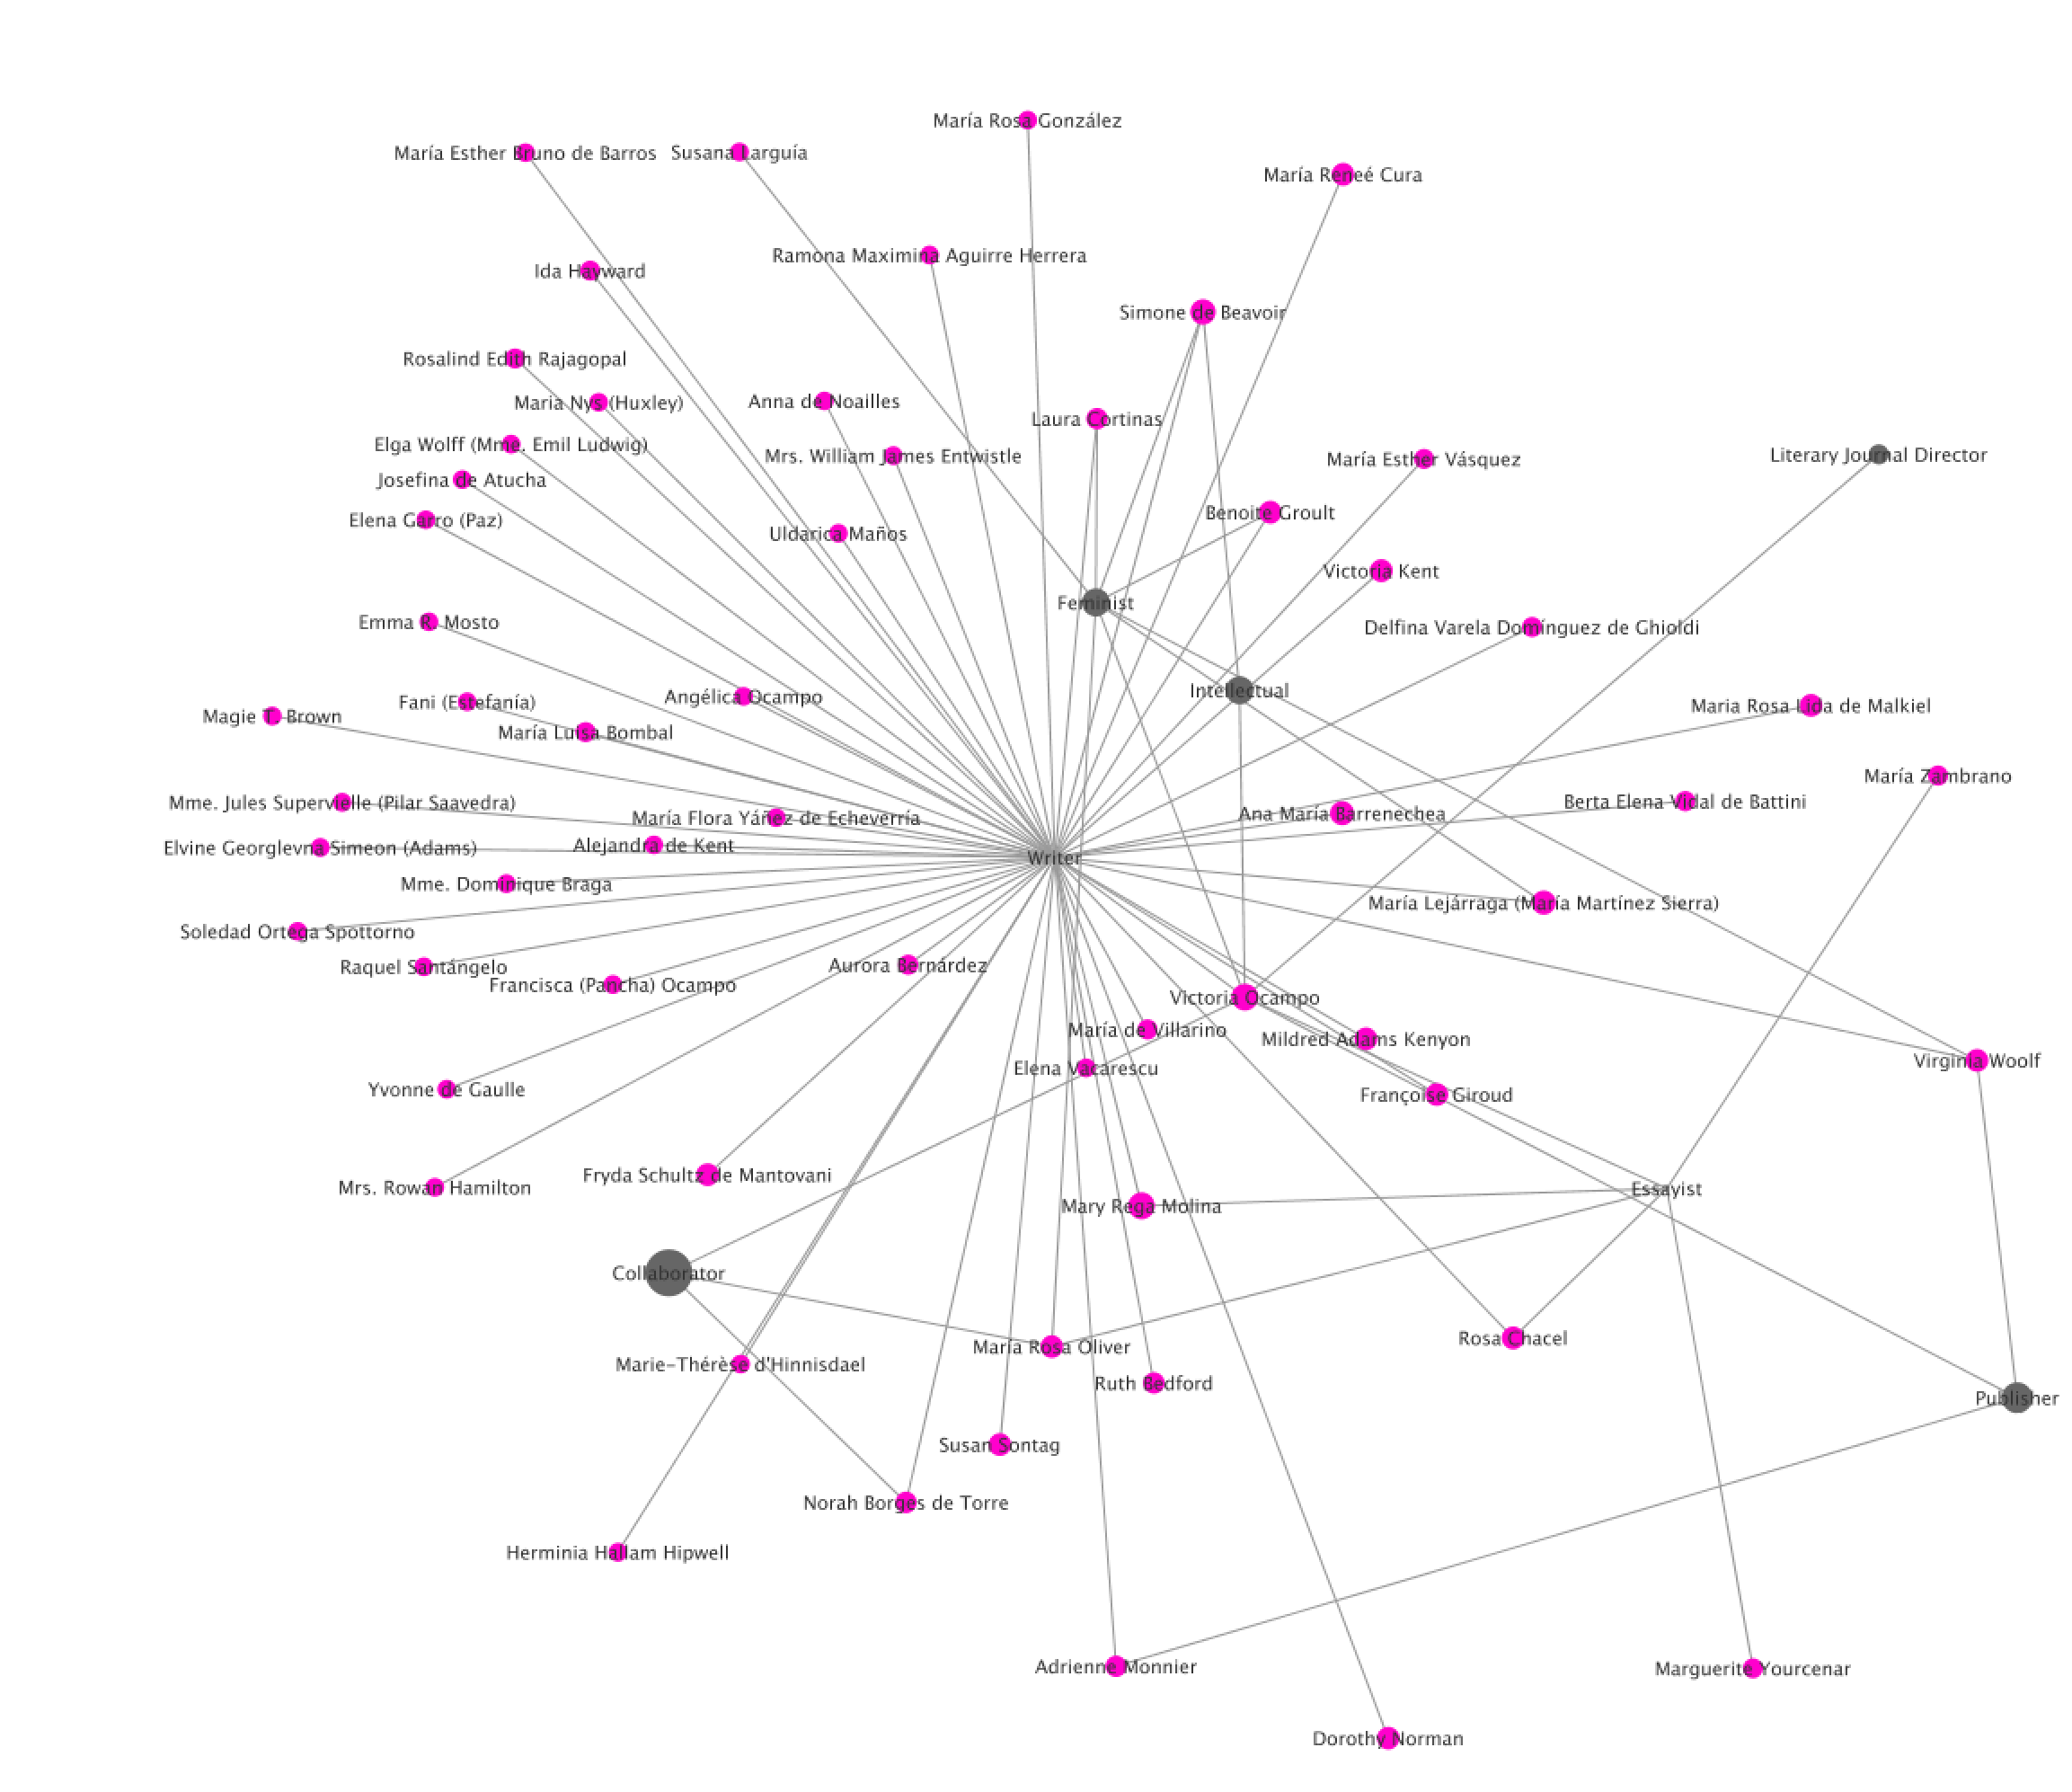 María Rosa González
María Esther Bruno de Barros
Susana Larguía
María Reneé Cura
Ramona Maximina Aguirre Herrera
Ida Hayward
Simone de Beavoir
Rosalind Edith Rajagopal
Maria Nys (Huxley)
Anna de Noailles
Laura Cortinas
Elga Wolff (Mme. Emil Ludwig)
Mrs. William James Entwistle
María Esther Vásquez
Literary Journal Director
Josefina de Atucha
Elena Garro (Paz)
Benoite Groult
Uldarica Maños
Victoria Kent
Feminist
Emma R. Mosto
Delfina Varela Domínguez de Ghioldi
Intellectual
Angélica Ocampo
Fani (Estefanía)
Maria Rosa Lida de Malkiel
Magie T. Brown
María Luisa Bombal
María Zambrano
Mme. Jules Supervielle (Pilar Saavedra)
Berta Elena Vidal de Battini
María Flora Yáñez de Echeverría
Ana María Barrenechea
Elvine Georglevna Simeon (Adams)
Alejandra de Kent
Writer
Mme. Dominique Braga
María Lejárraga (María Martínez Sierra)
Soledad Ortega Spottorno
Raquel Santángelo
Aurora Bernárdez
Francisca (Pancha) Ocampo
Victoria Ocampo
María de Villarino
Mildred Adams Kenyon
Elena Vacarescu
Virginia Woolf
Yvonne de Gaulle
Françoise Giroud
Fryda Schultz de Mantovani
Mrs. Rowan Hamilton
Essayist
Mary Rega Molina
Collaborator
Rosa Chacel
María Rosa Oliver
Marie-Thérèse d'Hinnisdael
Ruth Bedford
Publisher
Susan Sontag
Norah Borges de Torre
Herminia Hallam Hipwell
Adrienne Monnier
Marguerite Yourcenar
Dorothy Norman